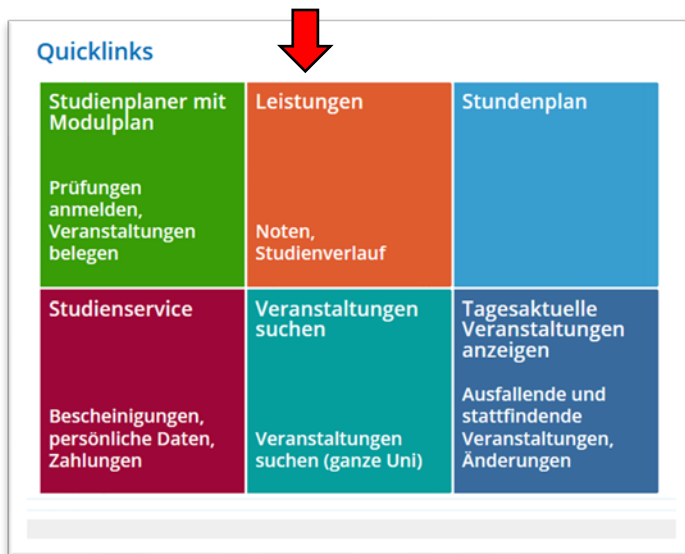 Quicklinks
Studienplaner mit
Modulplan
Prüfungen
anmelden,
Veranstaltungen
belegen
Leistungen
Noten,
Studienverlauf
Stundenplan
Studienservice
Bescheinigungen,
persönliche Daten,
Zahlungen
Veranstaltungen
suchen
Veranstaltungen
suchen (ganze Uni)
Tagesaktuelle
Veranstaltungen
anzeigen
Ausfallende und
stattfindende
Veranstaltungen,
Änderungen